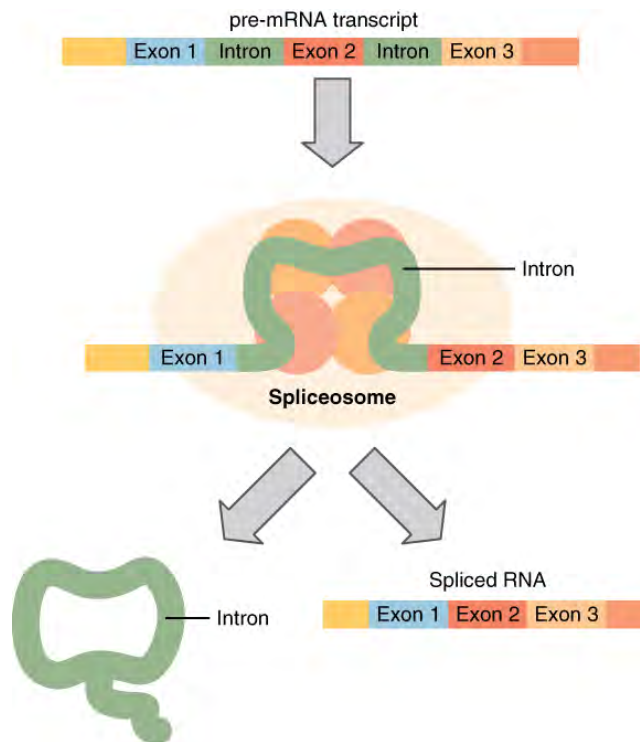 pre-mRNA transcript
Exon 1 Intron Exon 2 Intron Exon 3
Intron
Exon 1 Exon 2 Exon 3
Spliceosome
Spliced RNA
Intron
Exon 1 Exon 2 Exon 3